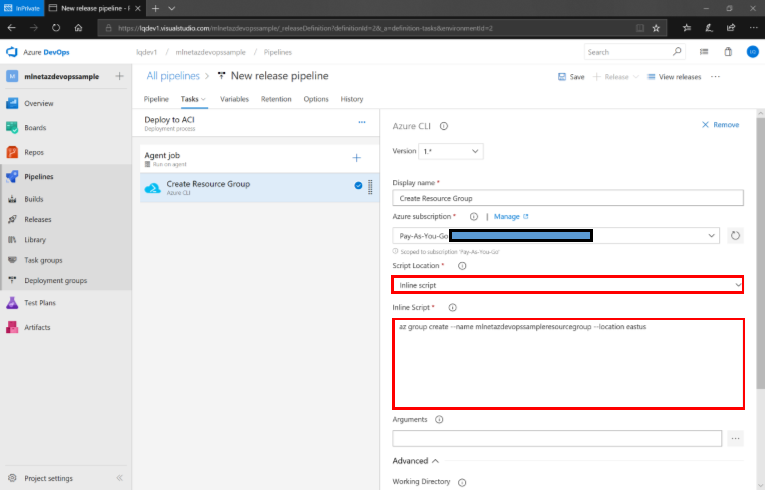 InPrivate
New release pipeline - P
https://lqdev1.visualstudio.com/mlnetazdevopssample/_releaseDefinition?definitionId=2&_a=definition-tasks&environmentId=2
Azure DevOps
lqdev1 / mlnetazdevopssample / Pipelines
Search
M mlnetazdevopssample
All pipelines > New release pipeline
Save
Release
View releases
Pipeline Tasks Variables Retention Options History
Overview
Boards
Repos
Pipelines
Builds
Releases
Library
Task groups
Deployment groups
Test Plans
Artifacts
Project settings
Deploy to ACI
Deployment process
Agent job
Run on agent
Create Resource Group
Azure CLI
Azure CLI
Remove
Version 1.*
Display name *
Create Resource Group
Azure subscription * | Manage
Pay-As-You-Go
Scoped to subscription 'Pay-As-You-Go'
Script Location *
Inline script
Inline Script *
az group create --name mlnetazdevopssampleresourcegroup --location eastus
Arguments
Advanced
Working Directory